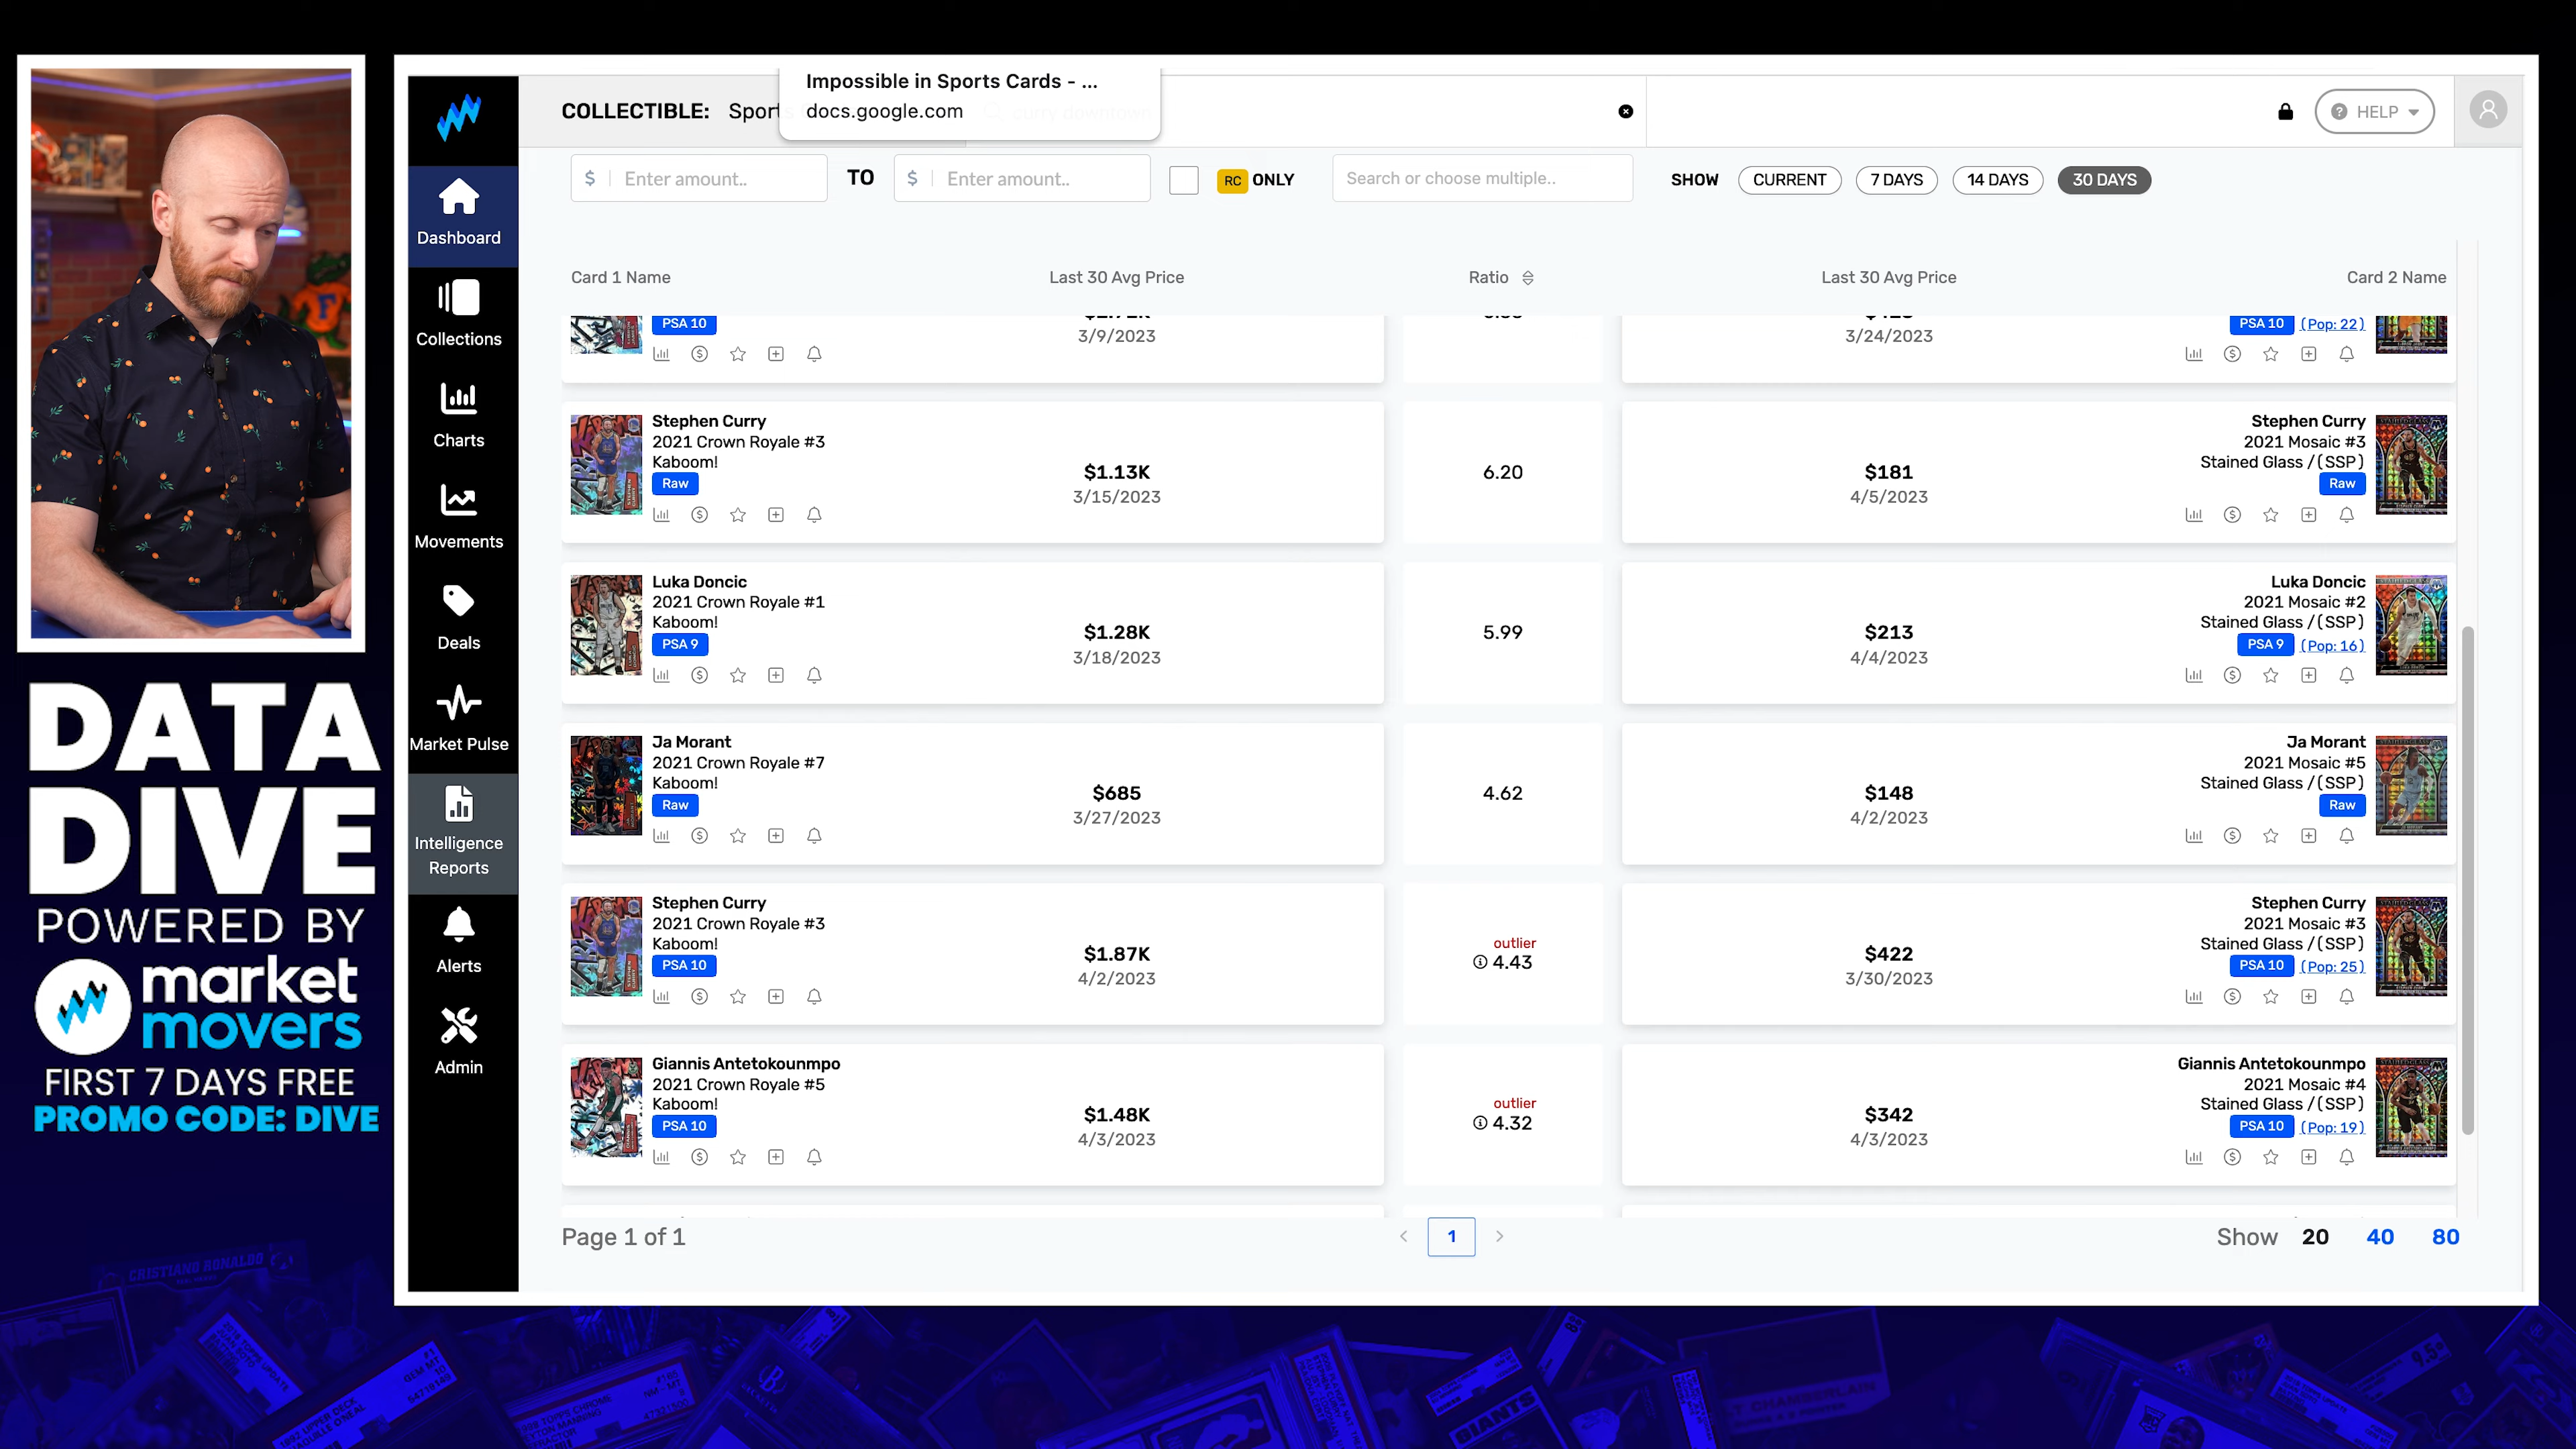 Impossible in Sports Cards - ...
docs.google.com
COLLECTIBLE: Sports
HELP
$ Enter amount..
TO
$ Enter amount..
RC ONLY
Search or choose multiple..
SHOW
CURRENT
7 DAYS
14 DAYS
30 DAYS
Dashboard
Collections
Charts
Movements
Deals
Market Pulse
Intelligence
Reports
Alerts
Admin
Card 1 Name
Last 30 Avg Price
Ratio
Last 30 Avg Price
Card 2 Name
PSA 10
3/9/2023
3/24/2023
PSA 10 (Pop: 22)
Stephen Curry
2021 Crown Royale #3
Kaboom!
Raw
$1.13K
3/15/2023
6.20
$181
4/5/2023
Stephen Curry
2021 Mosaic #3
Stained Glass /(SSP)
Raw
Luka Doncic
2021 Crown Royale #1
Kaboom!
PSA 9
$1.28K
3/18/2023
5.99
$213
4/4/2023
Luka Doncic
2021 Mosaic #2
Stained Glass /(SSP)
PSA 9 (Pop: 16)
Ja Morant
2021 Crown Royale #7
Kaboom!
Raw
$685
3/27/2023
4.62
$148
4/2/2023
Ja Morant
2021 Mosaic #5
Stained Glass /(SSP)
Raw
Stephen Curry
2021 Crown Royale #3
Kaboom!
PSA 10
$1.87K
4/2/2023
outlier
4.43
$422
3/30/2023
Stephen Curry
2021 Mosaic #3
Stained Glass /(SSP)
PSA 10 (Pop: 25)
Giannis Antetokounmpo
2021 Crown Royale #5
Kaboom!
PSA 10
$1.48K
4/3/2023
outlier
4.32
$342
4/3/2023
Giannis Antetokounmpo
2021 Mosaic #4
Stained Glass /(SSP)
PSA 10 (Pop: 19)
Page 1 of 1
1
Show 20 40 80
DATA
DIVE
POWERED BY
market
movers
FIRST 7 DAYS FREE
PROMO CODE: DIVE
CRISTIANO RONALDO
GIANTS